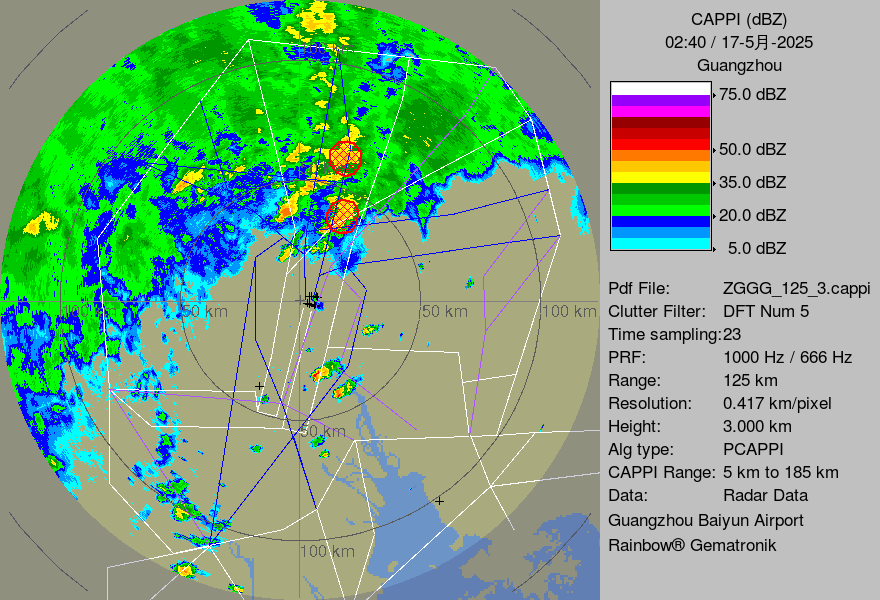 CAPPI (dBZ)
02:40 / 17-5月-2025
Guangzhou
75.0 dBZ
50.0 dBZ
35.0 dBZ
20.0 dBZ
5.0 dBZ
Pdf File: ZGGG_125_3.cappi
Clutter Filter: DFT Num 5
Time sampling:23
PRF: 1000 Hz / 666 Hz
Range: 125 km
Resolution: 0.417 km/pixel
Height: 3.000 km
Alg type: PCAPPI
CAPPI Range: 5 km to 185 km
Data: Radar Data
Guangzhou Baiyun Airport
Rainbow® Gematronik
50 km
50 km
100 km
50 km
100 km